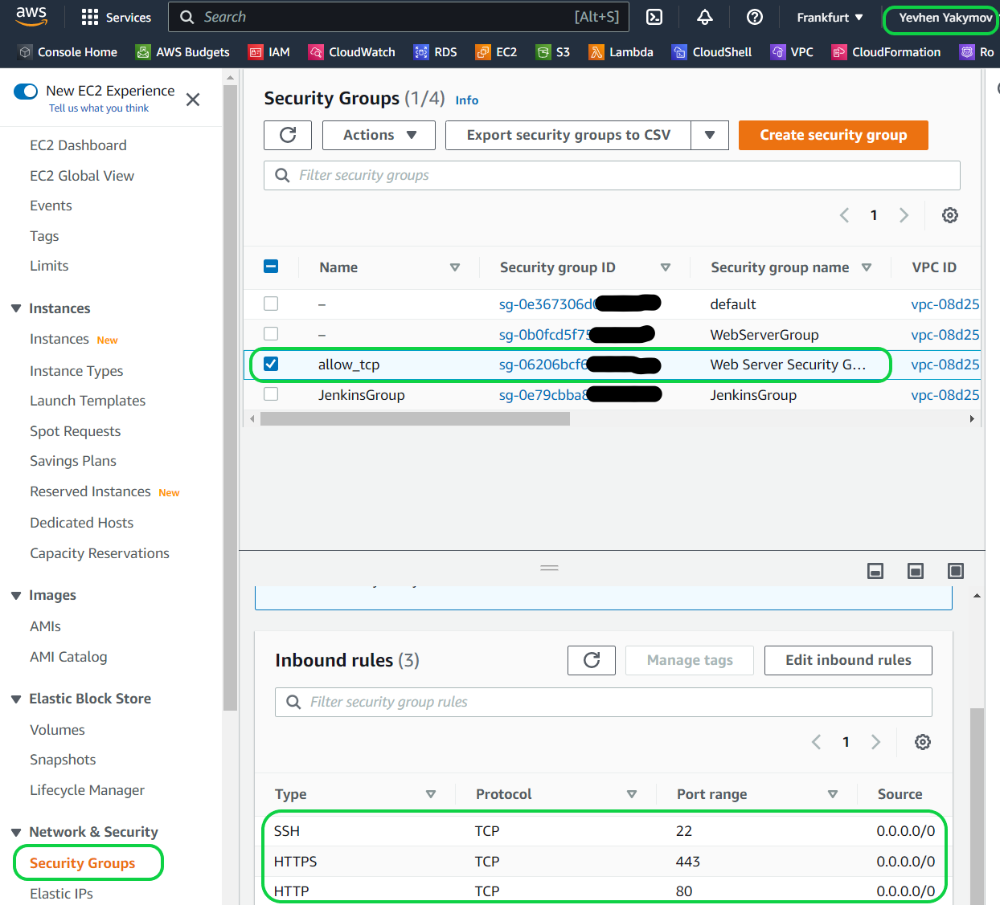 aws
Services
Search
[Alt+S]
Frankfurt
Yevhen Yakymov
Console Home
AWS Budgets
IAM
CloudWatch
RDS
EC2
S3
Lambda
CloudShell
VPC
CloudFormation
Ro
New EC2 Experience
Tell us what you think
EC2 Dashboard
EC2 Global View
Events
Tags
Limits
Instances
Instances New
Instance Types
Launch Templates
Spot Requests
Savings Plans
Reserved Instances New
Dedicated Hosts
Capacity Reservations
Images
AMIs
AMI Catalog
Elastic Block Store
Volumes
Snapshots
Lifecycle Manager
Network & Security
Security Groups
Elastic IPs
Security Groups (1/4) Info
Actions
Export security groups to CSV
Create security group
Filter security groups
1
Name Security group ID Security group name VPC ID
– sg-0e367306d default vpc-08d25
– sg-0b0fcd5f75 WebServerGroup vpc-08d25
allow_tcp sg-06206bcf6 Web Server Security G... vpc-08d25
JenkinsGroup sg-0e79cbba8 JenkinsGroup vpc-08d25
Inbound rules (3)
Manage tags
Edit inbound rules
Filter security group rules
1
Type Protocol Port range Source
SSH TCP 22 0.0.0.0/0
HTTPS TCP 443 0.0.0.0/0
HTTP TCP 80 0.0.0.0/0